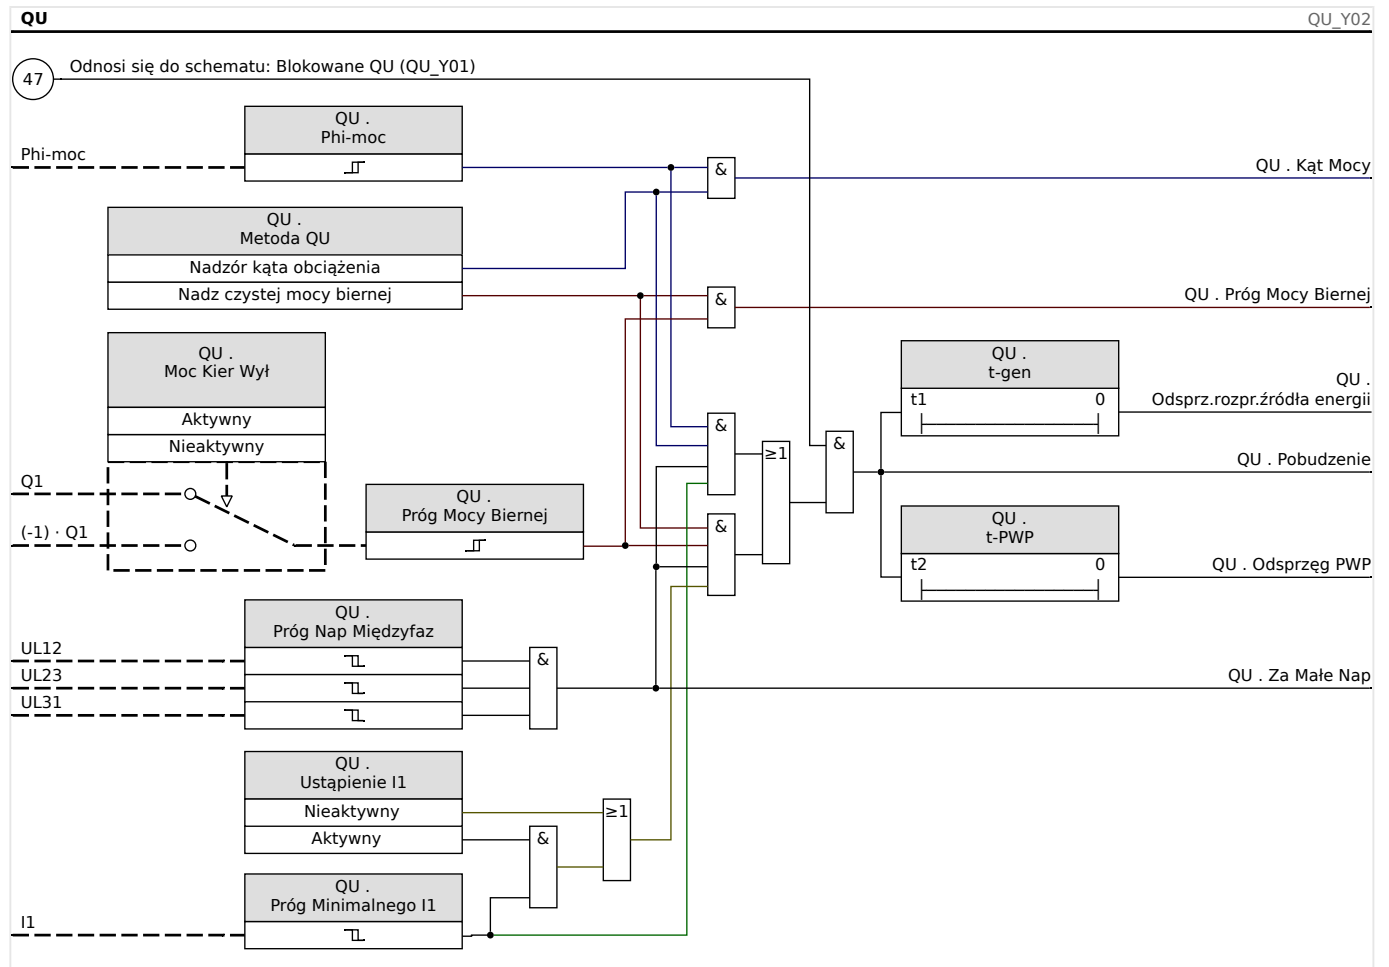 QU
QU_Y02
47
Odnosi się do schematu: Blokowane QU (QU_Y01)
QU .
Phi-moc
Phi-moc
&
QU . Kąt Mocy
QU .
Metoda QU
Nadzór kąta obciążenia
Nadz czystej mocy biernej
&
QU . Próg Mocy Biernej
QU .
Moc Kier Wył
Aktywny
Nieaktywny
QU .
t-gen
t1
0
QU .
Odsprz.rozpr.źródła energii
&
≥1
&
QU . Pobudzenie
Q1
(-1) · Q1
QU .
Próg Mocy Biernej
&
QU .
t-PWP
t2
0
QU . Odsprzęg PWP
QU .
Próg Nap Międzyfaz
UL12
UL23
UL31
&
QU . Za Małe Nap
QU .
Ustąpienie I1
Nieaktywny
Aktywny
≥1
&
QU .
Próg Minimalnego I1
I1